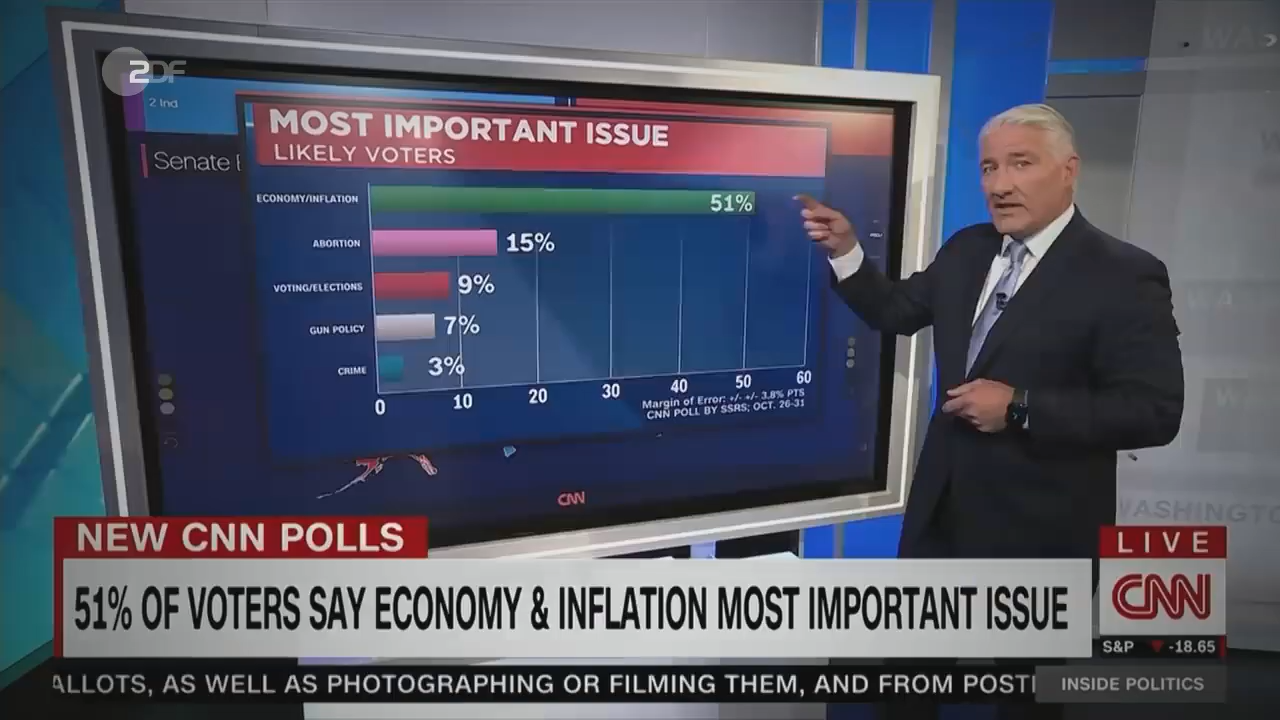 2DF
2 Ind
Senate
MOST IMPORTANT ISSUE
LIKELY VOTERS
ECONOMY/INFLATION
51%
ABORTION
15%
VOTING/ELECTIONS
9%
GUN POLICY
7%
CRIME
3%
0 10 20 30 40 50 60
Margin of Error: +/- +/- 3.8% PTS
CNN POLL BY SSRS; OCT. 26-31
CNN
WASHINGT
NEW CNN POLLS
51% OF VOTERS SAY ECONOMY & INFLATION MOST IMPORTANT ISSUE
LIVE
CNN
S&P ▼ -18.65
ALLOTS, AS WELL AS PHOTOGRAPHING OR FILMING THEM, AND FROM POSTI
INSIDE POLITICS